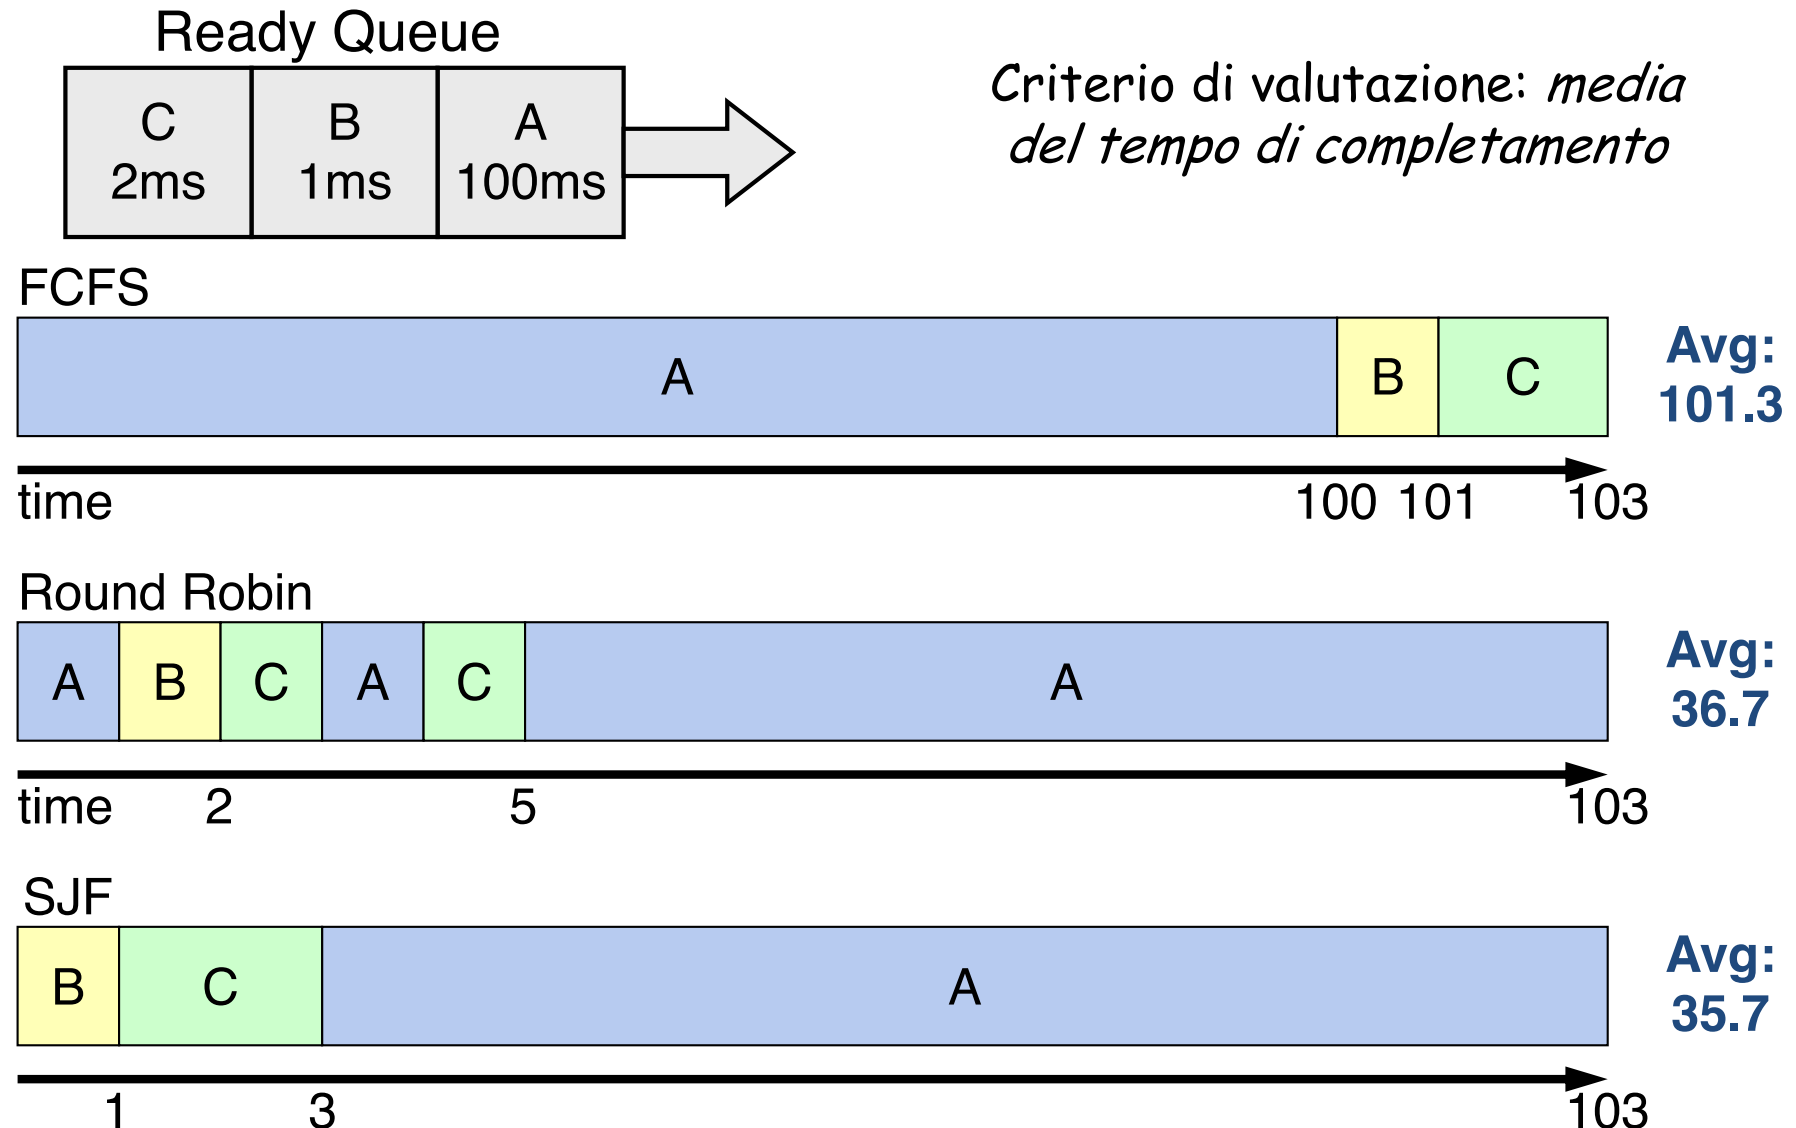 Ready Queue
C B A
2ms 1ms 100ms
Criterio di valutazione: media
del tempo di completamento
FCFS
A B C
Avg:
101.3
time 100 101 103
Round Robin
A B C A C A
Avg:
36.7
time 2 5 103
SJF
B C A
Avg:
35.7
1 3 103